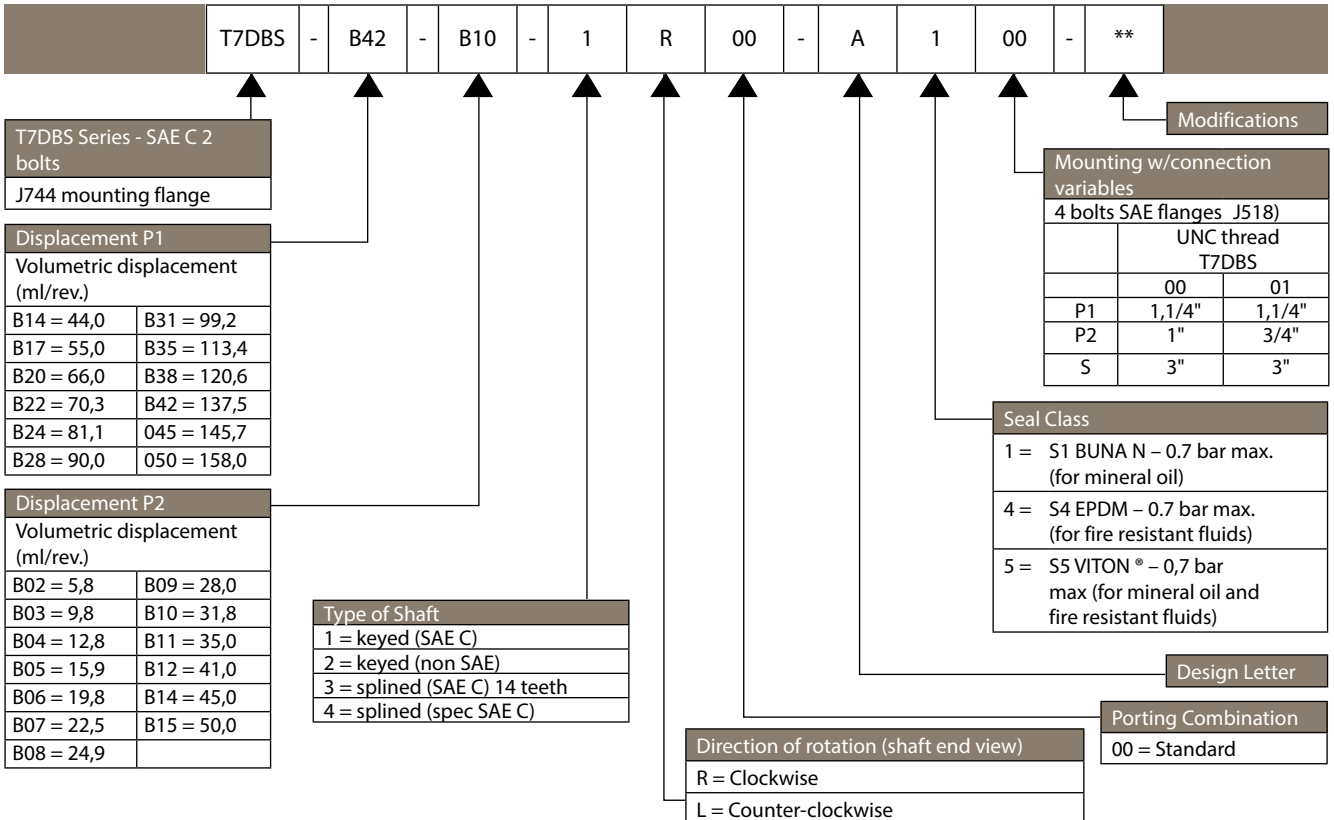 T7DBS - B42 - B10 - 1 R 00 - A 1 00 - **
Modifications
T7DBS Series - SAE C 2
bolts
J744 mounting flange
Mounting w/connection
variables
4 bolts SAE flanges J518)
UNC thread
T7DBS
00 01
P1 1,1/4" 1,1/4"
P2 1" 3/4"
S 3" 3"
Displacement P1
Volumetric displacement
(ml/rev.)
B14 = 44,0 B31 = 99,2
B17 = 55,0 B35 = 113,4
B20 = 66,0 B38 = 120,6
B22 = 70,3 B42 = 137,5
B24 = 81,1 045 = 145,7
B28 = 90,0 050 = 158,0
Seal Class
1 = S1 BUNA N – 0.7 bar max.
(for mineral oil)
4 = S4 EPDM – 0.7 bar max.
(for fire resistant fluids)
5 = S5 VITON ® – 0,7 bar
max (for mineral oil and
fire resistant fluids)
Displacement P2
Volumetric displacement
(ml/rev.)
B02 = 5,8 B09 = 28,0
B03 = 9,8 B10 = 31,8
B04 = 12,8 B11 = 35,0
B05 = 15,9 B12 = 41,0
B06 = 19,8 B14 = 45,0
B07 = 22,5 B15 = 50,0
B08 = 24,9
Type of Shaft
1 = keyed (SAE C)
2 = keyed (non SAE)
3 = splined (SAE C) 14 teeth
4 = splined (spec SAE C)
Design Letter
Porting Combination
00 = Standard
Direction of rotation (shaft end view)
R = Clockwise
L = Counter-clockwise